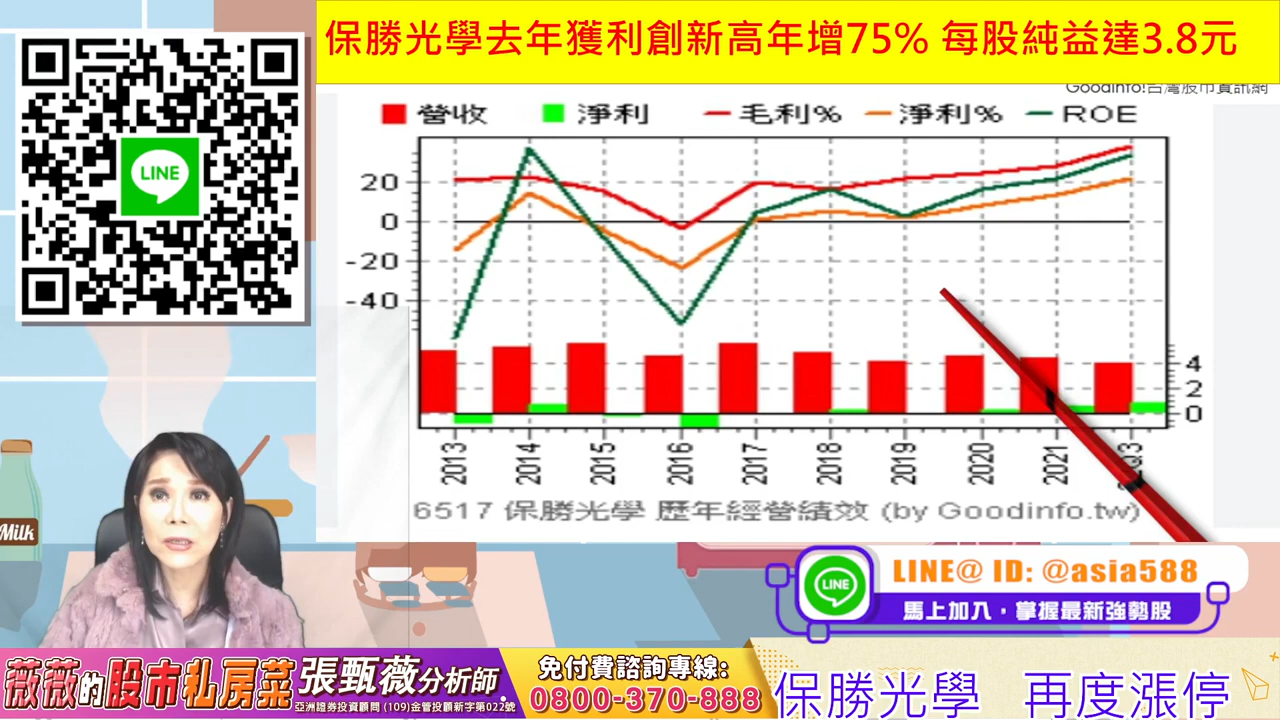 保勝光學去年獲利創新高年增75% 每股純益達3.8元
Goodinfo!台灣股市資訊網
LINE
營收 淨利 毛利% 淨利% ROE
20
0
-20
-40
4
2
0
2013 2014 2015 2016 2017 2018 2019 2020 2021
6517 保勝光學 歷年經營績效 (by Goodinfo.tw)
Milk
LINE
LINE@ ID: @asia588
馬上加入，掌握最新強勢股
薇薇的股市私房菜
張甄薇分析師
亞洲證券投資顧問 (109)金管投顧新字第022號
免付費諮詢專線:
0800-370-888
保勝光學 再度漲停